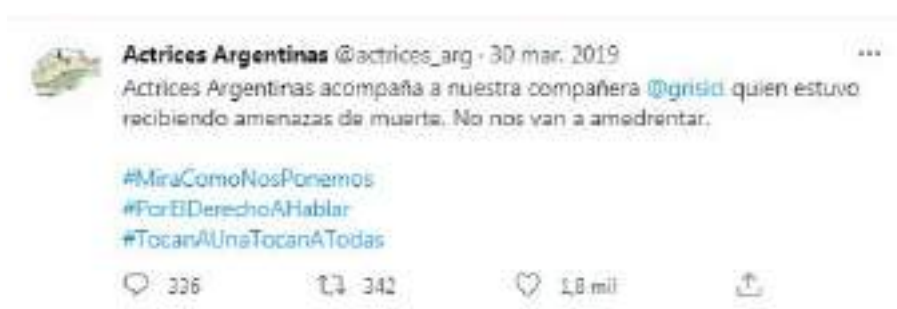 Actrices Argentinas @actrices_arg · 30 mar. 2019
Actrices Argentinas acompaña a nuestra compañera @grisici quien estuvo
recibiendo amenazas de muerte. No nos van a amedrentar.
#MiraComoNosPonemos
#PorElDerechoAHablar
#TocanAUnaTocanATodas
336 342 1,8 mil